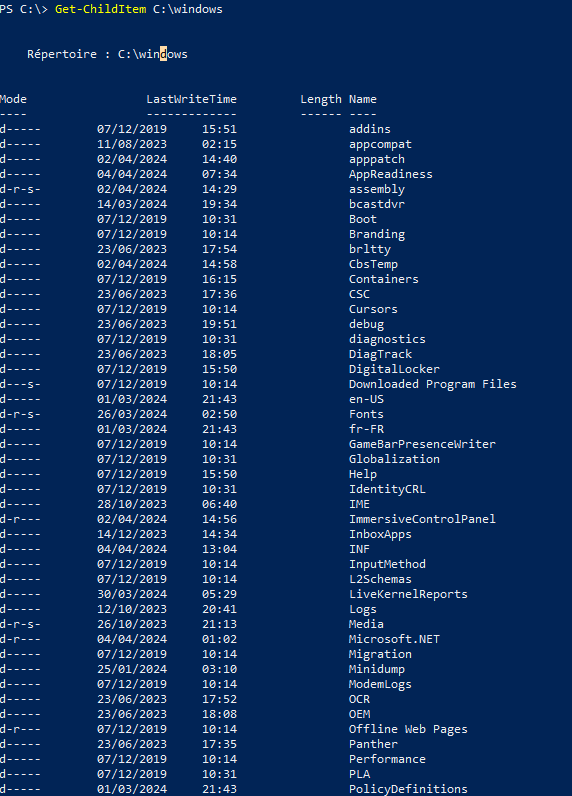 PS C:\> Get-ChildItem C:\windows
Répertoire : C:\windows
Mode LastWriteTime Length Name
---- ------------- ------ ----
d----- 07/12/2019 15:51 addins
d----- 11/08/2023 02:15 appcompat
d----- 02/04/2024 14:40 apppatch
d----- 04/04/2024 07:34 AppReadiness
d-r-s- 02/04/2024 14:29 assembly
d----- 14/03/2024 19:34 bcastdvr
d----- 07/12/2019 10:31 Boot
d----- 07/12/2019 10:14 Branding
d----- 23/06/2023 17:54 brltty
d----- 02/04/2024 14:58 CbsTemp
d----- 07/12/2019 16:15 Containers
d----- 23/06/2023 17:36 CSC
d----- 07/12/2019 10:14 Cursors
d----- 23/06/2023 19:51 debug
d----- 07/12/2019 10:31 diagnostics
d----- 23/06/2023 18:05 DiagTrack
d----- 07/12/2019 15:50 DigitalLocker
d---s- 07/12/2019 10:14 Downloaded Program Files
d----- 01/03/2024 21:43 en-US
d-r-s- 26/03/2024 02:50 Fonts
d----- 01/03/2024 21:43 fr-FR
d----- 07/12/2019 10:14 GameBarPresenceWriter
d----- 07/12/2019 10:31 Globalization
d----- 07/12/2019 15:50 Help
d----- 07/12/2019 10:31 IdentityCRL
d----- 28/10/2023 06:40 IME
d-r--- 02/04/2024 14:56 ImmersiveControlPanel
d----- 14/12/2023 14:34 InboxApps
d----- 04/04/2024 13:04 INF
d----- 07/12/2019 10:14 InputMethod
d----- 07/12/2019 10:14 L2Schemas
d----- 30/03/2024 05:29 LiveKernelReports
d----- 12/10/2023 20:41 Logs
d-r-s- 26/10/2023 21:13 Media
d-r--- 04/04/2024 01:02 Microsoft.NET
d----- 07/12/2019 10:14 Migration
d----- 25/01/2024 03:10 Minidump
d----- 07/12/2019 10:14 ModemLogs
d----- 23/06/2023 17:52 OCR
d----- 23/06/2023 18:08 OEM
d-r--- 07/12/2019 10:14 Offline Web Pages
d----- 23/06/2023 17:35 Panther
d----- 07/12/2019 10:14 Performance
d----- 07/12/2019 10:31 PLA
d----- 01/03/2024 21:43 PolicyDefinitions